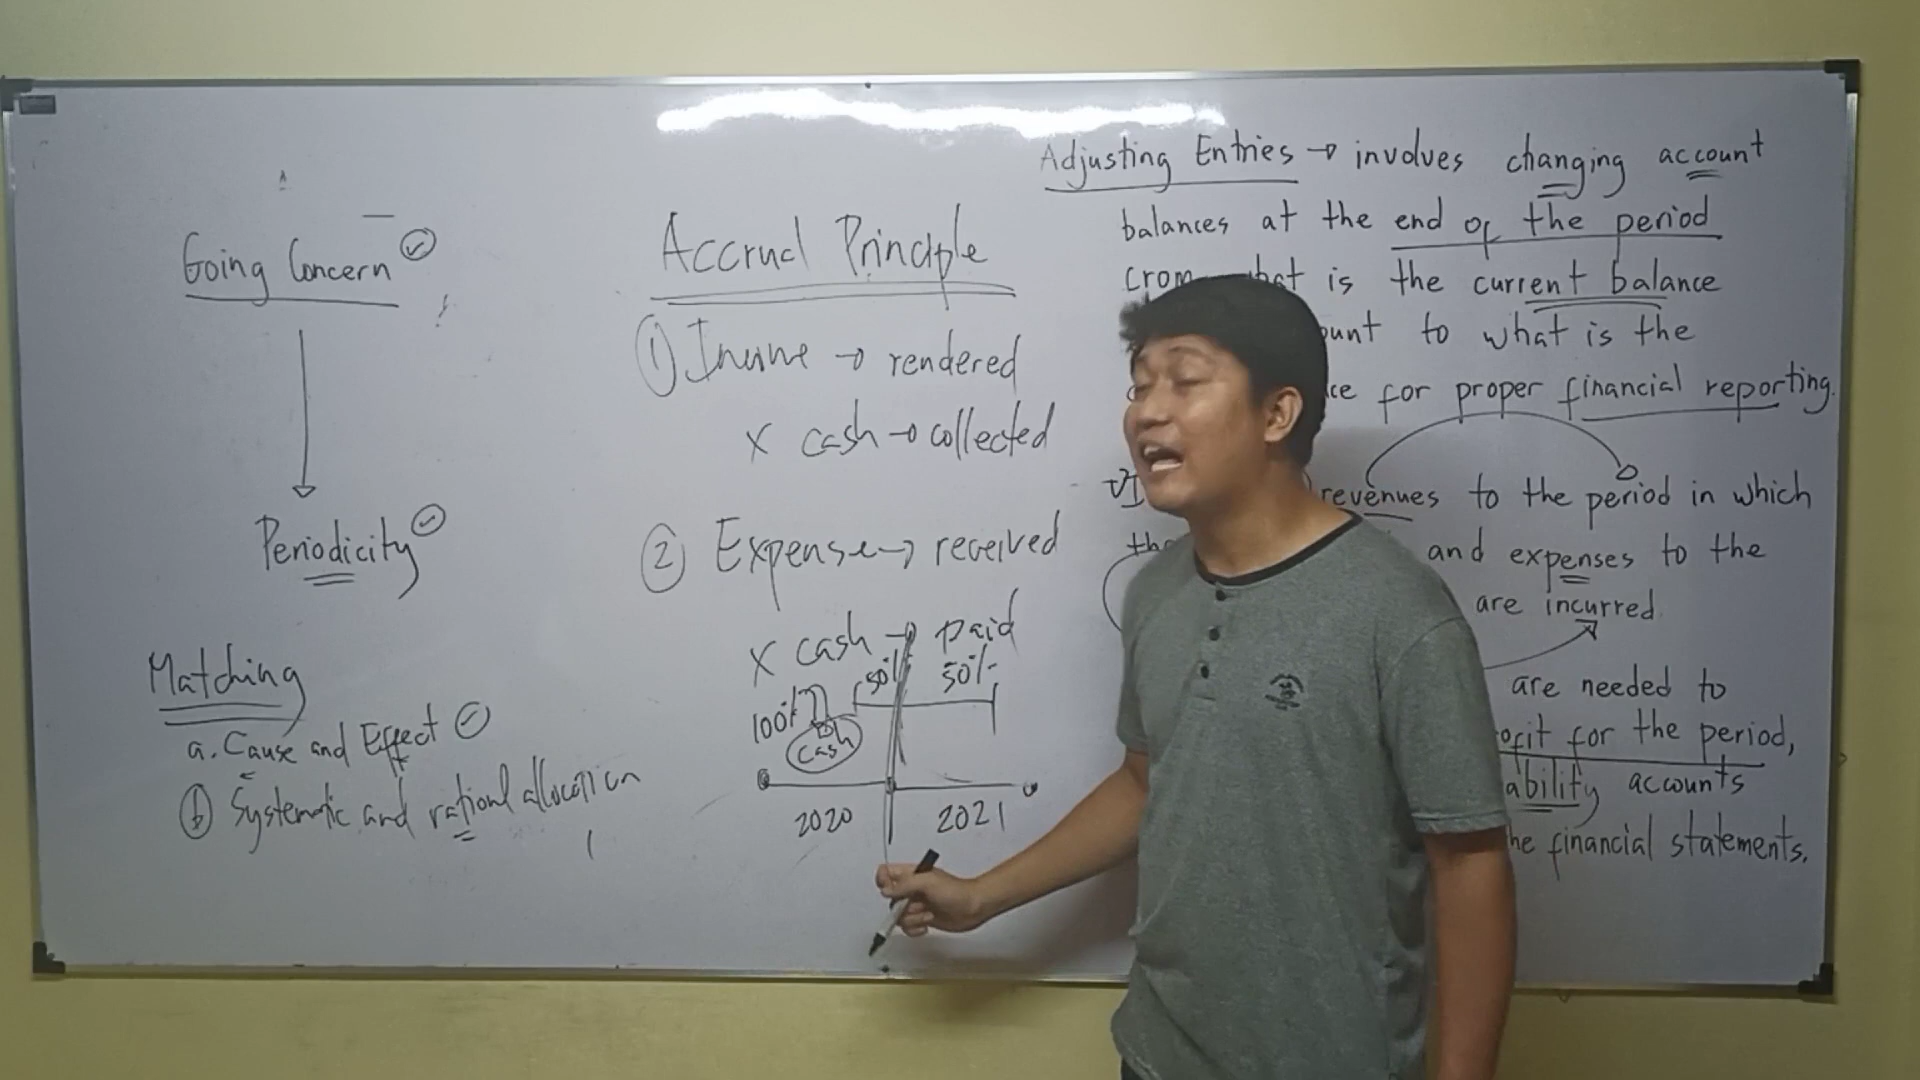 Going Concern
Periodicity
Matching
a. Cause and Effect
b Systematic and rational allocation
Accrual Principle
1 Income → rendered
x cash → collected
2 Expense → received
x cash → paid
100% 50% 50%
cash
2020 2021
Adjusting Entries → involves changing account
balances at the end of the period
is the current balance
to what is the
for proper financial reporting.
revenues to the period in which
and expenses to the
are incurred
are needed to
for the period,
accounts
financial statements.